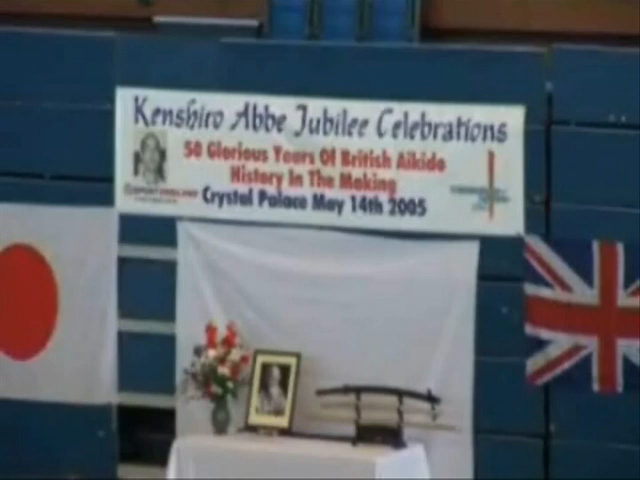 Kenshiro Abbe Jubilee Celebrations
50 Glorious Years Of British Aikido
History In The Making
Crystal Palace May 14th 2005